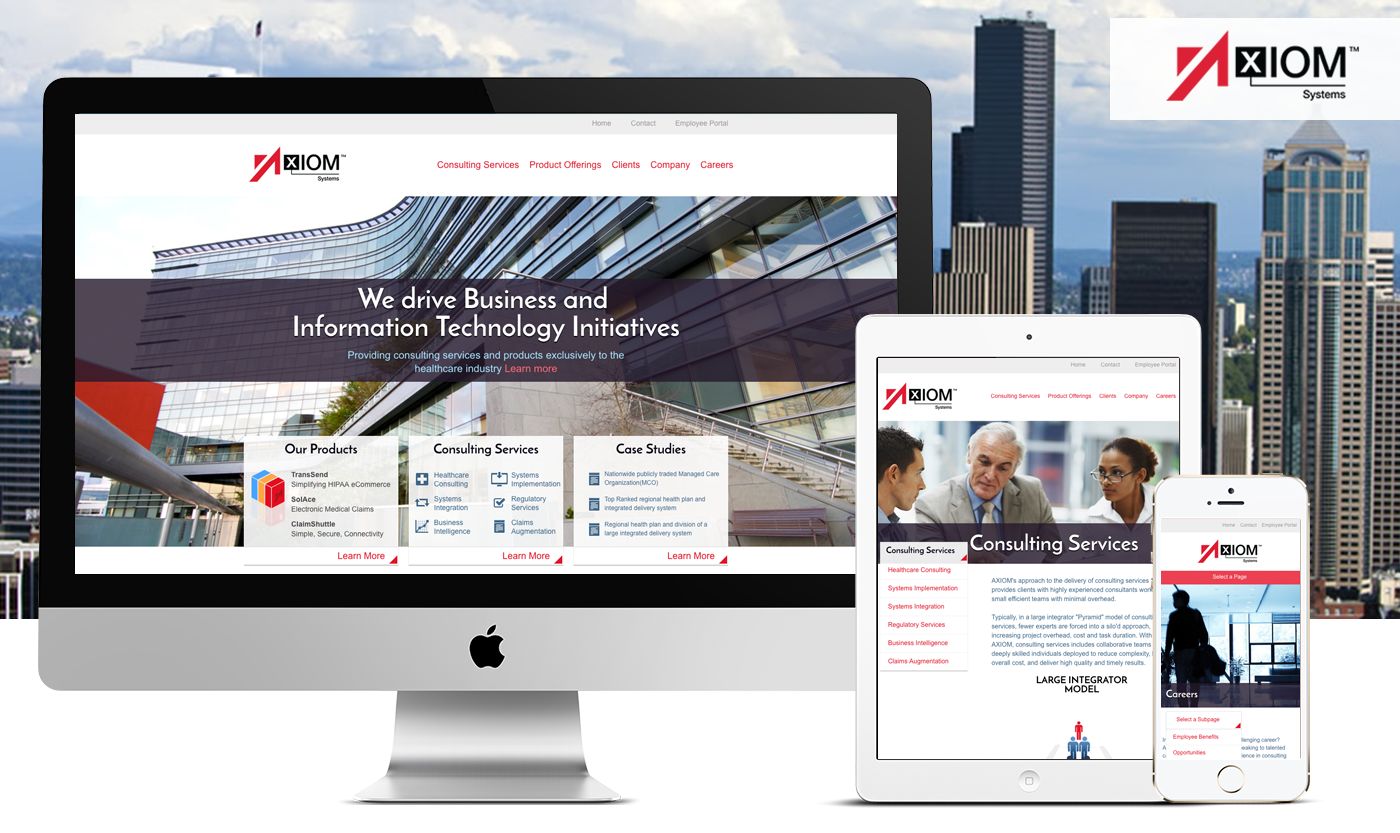 AXIOM™
Systems
Home Contact Employee Portal
AXIOM™
Systems
Consulting Services Product Offerings Clients Company Careers
We drive Business and
Information Technology Initiatives
Providing consulting services and products exclusively to the
healthcare industry Learn more
Our Products
TransSend
Simplifying HIPAA eCommerce
SolAce
Electronic Medical Claims
ClaimShuttle
Simple, Secure, Connectivity
Learn More
Consulting Services
Healthcare
Consulting
Systems
Implementation
Systems
Integration
Regulatory
Services
Business
Intelligence
Claims
Augmentation
Learn More
Case Studies
Nationwide publicly traded Managed Care
Organization(MCO)
Top Ranked regional health plan and
integrated delivery system
Regional health plan and division of a
large integrated delivery system
Learn More
Home Contact Employee Portal
AXIOM™
Systems
Consulting Services Product Offerings Clients Company Careers
Consulting Services
Consulting Services
Healthcare Consulting
Systems Implementation
Systems Integration
Regulatory Services
Business Intelligence
Claims Augmentation
AXIOM's approach to the delivery of consulting services
provides clients with highly experienced consultants wor
small efficient teams with minimal overhead.
Typically, in a large integrator "Pyramid" model of consult
services, fewer experts are forced into a silo'd approach,
increasing project overhead, cost and task duration. With
AXIOM, consulting services includes collaborative teams
deeply skilled individuals deployed to reduce complexity,
overall cost, and deliver high quality and timely results.
LARGE INTEGRATOR
MODEL
Home Contact Employee Portal
AXIOM™
Systems
Select a Page
Careers
Select a Subpage
Employee Benefits
Opportunities
lenging career?
eaking to talented
ience in consulting